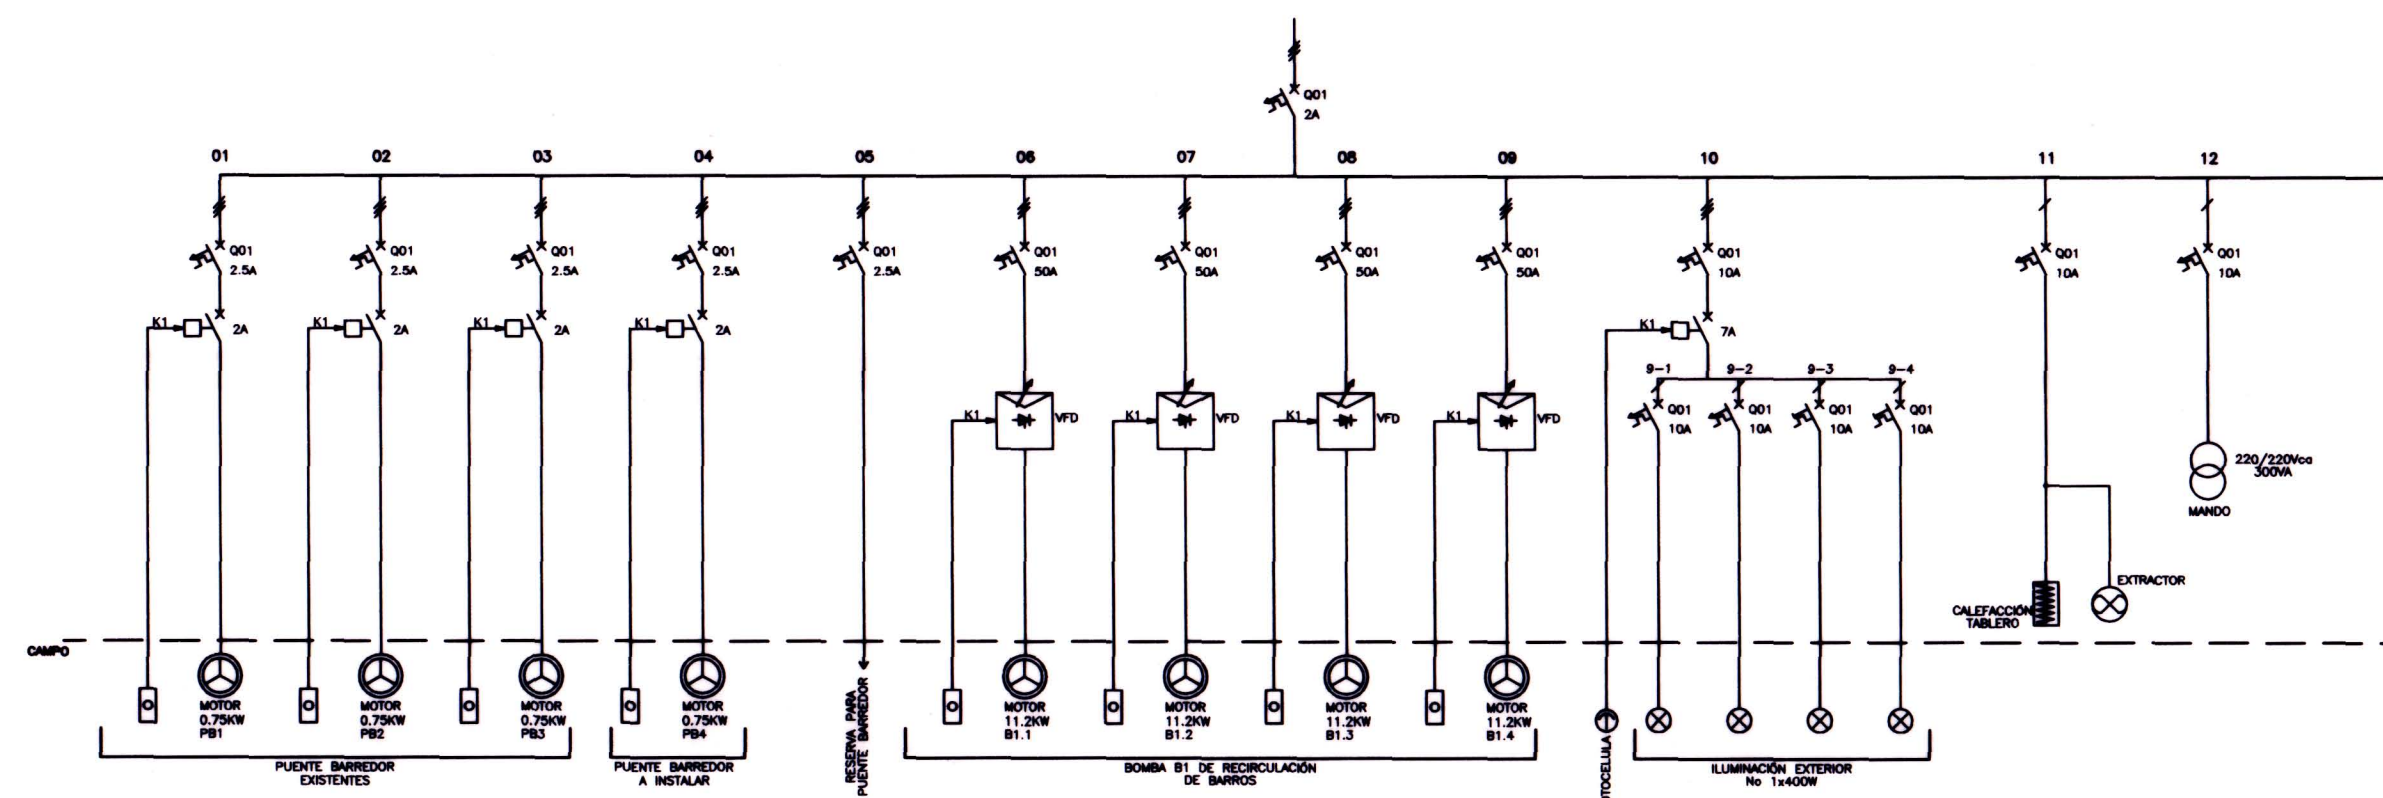 Q01
2A
01 02 03 04 05 06 07 08 09 10 11 12
Q01 Q01 Q01 Q01 Q01 Q01 Q01 Q01 Q01 Q01 Q01 Q01
2.5A 2.5A 2.5A 2.5A 2.5A 50A 50A 50A 50A 10A 10A 10A
K1 2A K1 2A K1 2A K1 2A K1 7A
9-1 9-2 9-3 9-4
Q01 Q01 Q01 Q01
10A 10A 10A 10A
K1 VFD K1 VFD K1 VFD K1 VFD
220/220Vca
300VA
MANDO
EXTRACTOR
CALEFACCIÓN
TABLERO
CAMPO
MOTOR
0.75KW
PB1
MOTOR
0.75KW
PB2
MOTOR
0.75KW
PB3
MOTOR
0.75KW
PB4
RESERVA PARA
PUENTE BARREDOR
MOTOR
11.2KW
B1.1
MOTOR
11.2KW
B1.2
MOTOR
11.2KW
B1.3
MOTOR
11.2KW
B1.4
OTOCELULA
PUENTE BARREDOR
EXISTENTES
PUENTE BARREDOR
A INSTALAR
BOMBA B1 DE RECIRCULACIÓN
DE BARROS
ILUMINACIÓN EXTERIOR
No 1x400W